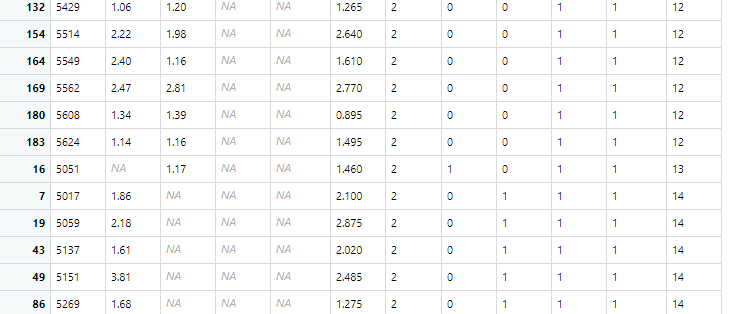 132 5429 1.06 1.20 NA NA 1.265 2 0 0 1 1 12
154 5514 2.22 1.98 NA NA 2.640 2 0 0 1 1 12
164 5549 2.40 1.16 NA NA 1.610 2 0 0 1 1 12
169 5562 2.47 2.81 NA NA 2.770 2 0 0 1 1 12
180 5608 1.34 1.39 NA NA 0.895 2 0 0 1 1 12
183 5624 1.14 1.16 NA NA 1.495 2 0 0 1 1 12
16 5051 NA 1.17 NA NA 1.460 2 1 0 1 1 13
7 5017 1.86 NA NA NA 2.100 2 0 1 1 1 14
19 5059 2.18 NA NA NA 2.875 2 0 1 1 1 14
43 5137 1.61 NA NA NA 2.020 2 0 1 1 1 14
49 5151 3.81 NA NA NA 2.485 2 0 1 1 1 14
86 5269 1.68 NA NA NA 1.275 2 0 1 1 1 14